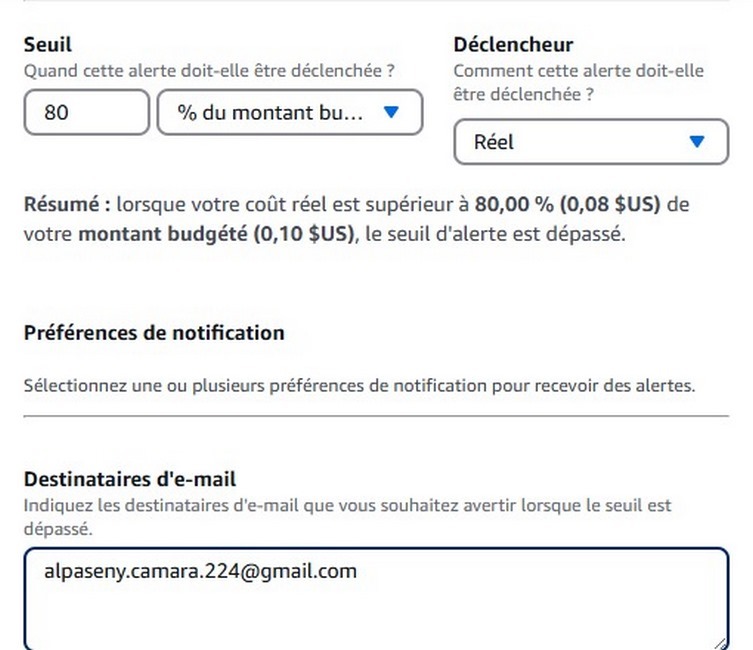 Seuil
Quand cette alerte doit-elle être déclenchée ?
80
% du montant bu...
Déclencheur
Comment cette alerte doit-elle
être déclenchée ?
Réel
Résumé : lorsque votre coût réel est supérieur à 80,00 % (0,08 $US) de
votre montant budgété (0,10 $US), le seuil d'alerte est dépassé.
Préférences de notification
Sélectionnez une ou plusieurs préférences de notification pour recevoir des alertes.
Destinataires d'e-mail
Indiquez les destinataires d'e-mail que vous souhaitez avertir lorsque le seuil est
dépassé.
alpaseny.camara.224@gmail.com